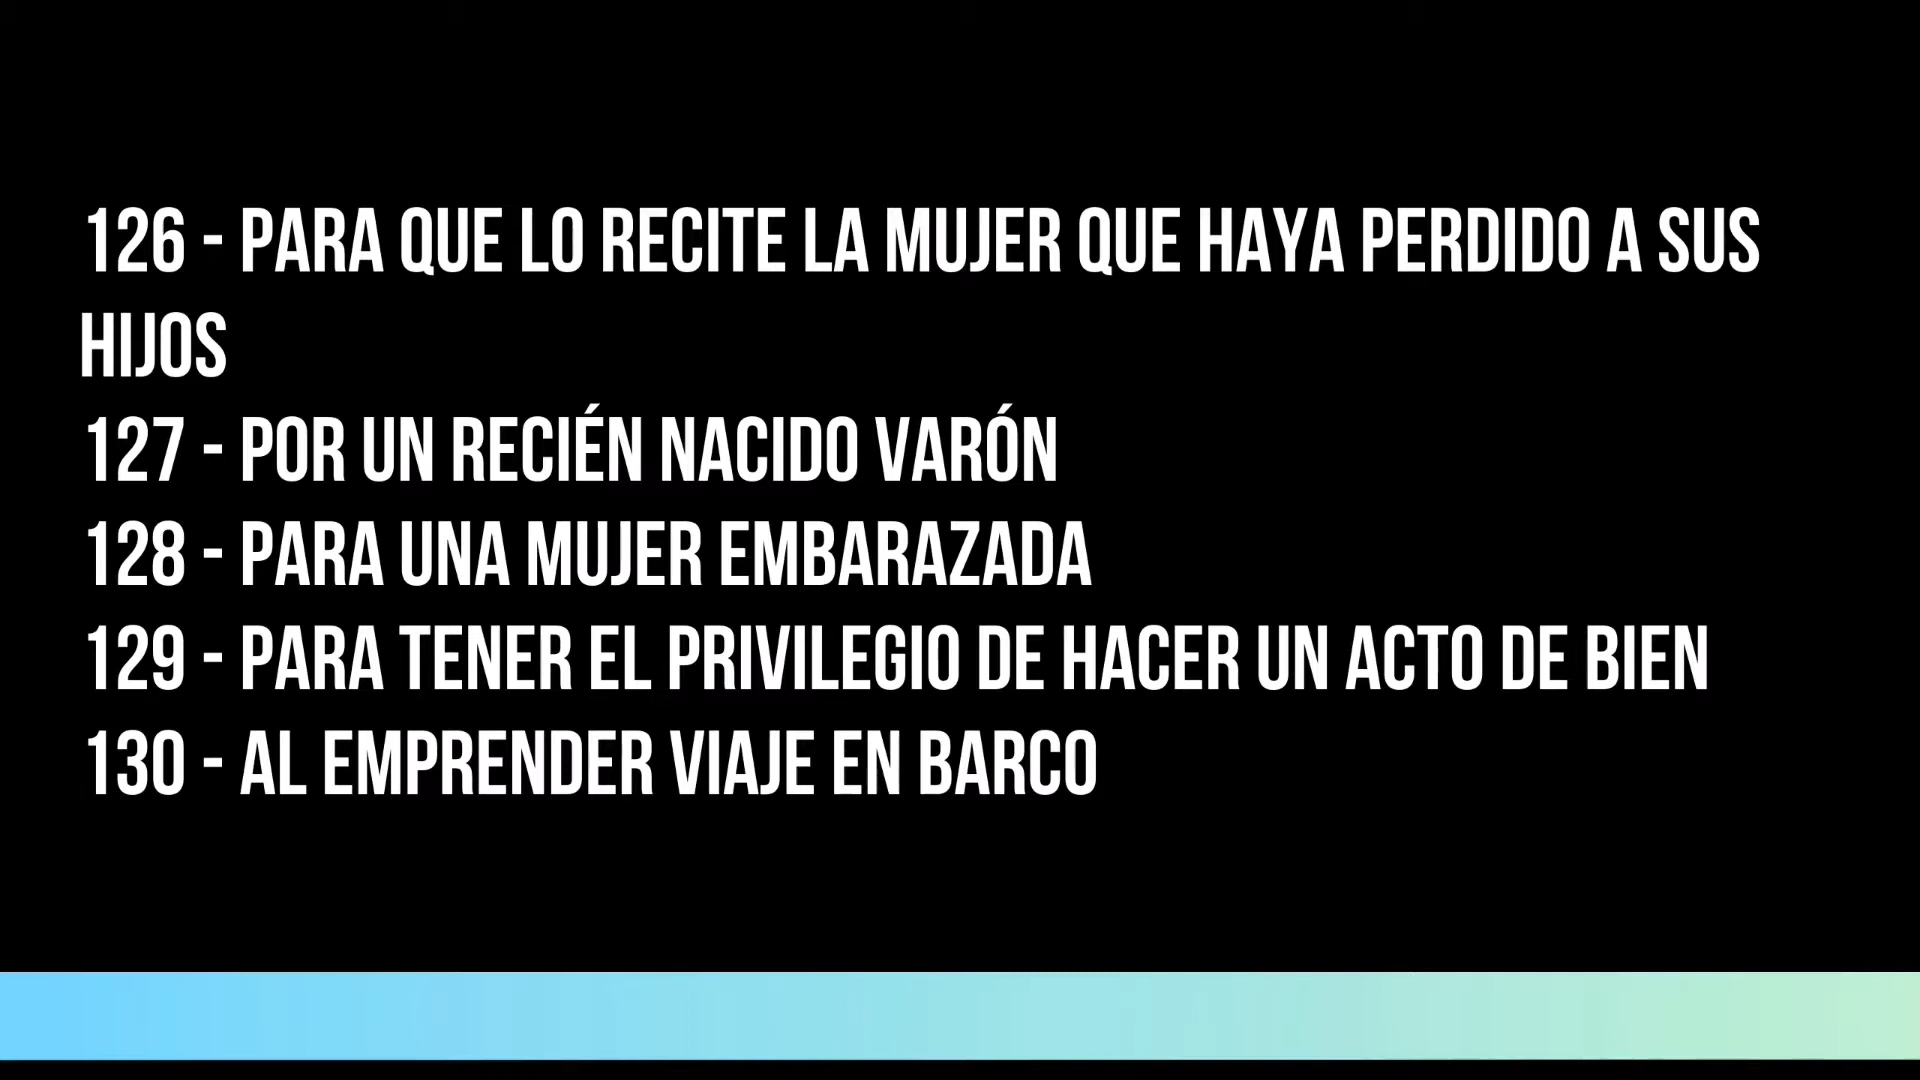 126 - PARA QUE LO RECITE LA MUJER QUE HAYA PERDIDO A SUS
HIJOS
127 - POR UN RECIÉN NACIDO VARÓN
128 - PARA UNA MUJER EMBARAZADA
129 - PARA TENER EL PRIVILEGIO DE HACER UN ACTO DE BIEN
130 - AL EMPRENDER VIAJE EN BARCO